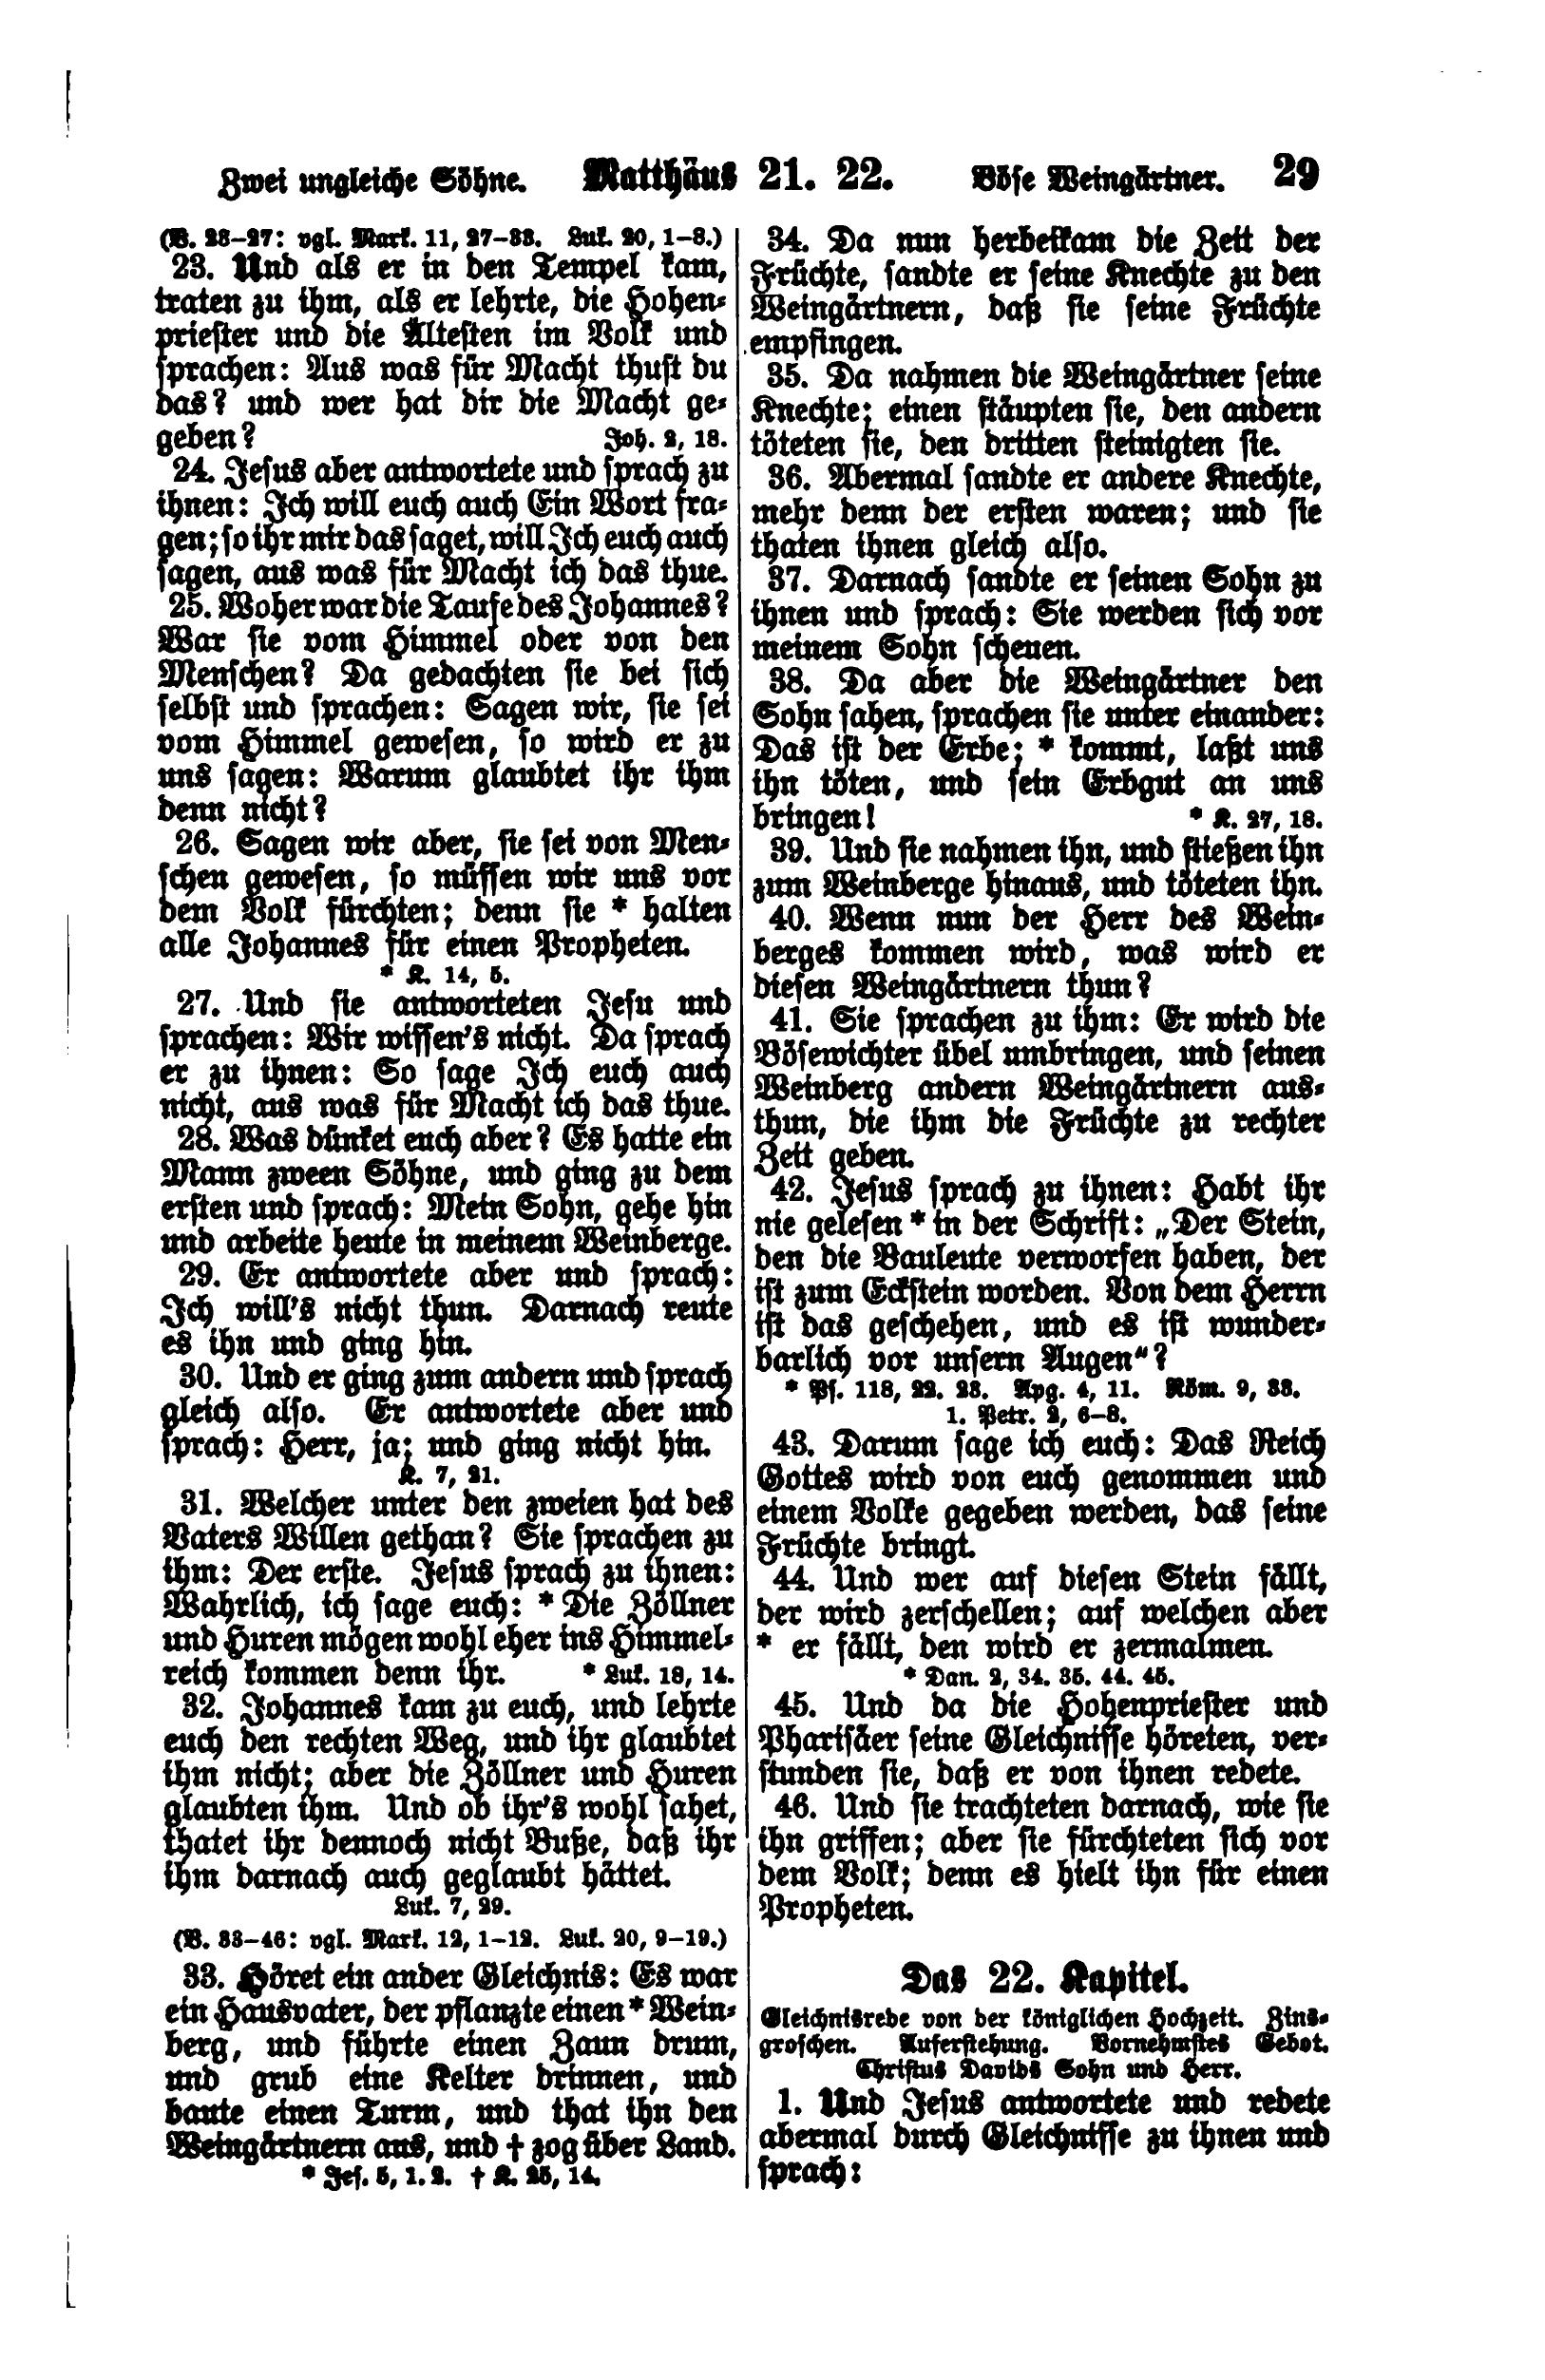 Zwei ungleiche Söhne. Matthäus 21. 22. Böse Weingärtner. 29
(V. 23–27: vgl. Mark. 11, 27–33. Luk. 20, 1–8.)
23. Und als er in den Tempel kam,
traten zu ihm, als er lehrte, die Hohen-
priester und die Ältesten im Volk und
sprachen: Aus was für Macht thust du
das? und wer hat dir die Macht ge-
geben? Joh. 2, 18.
24. Jesus aber antwortete und sprach zu
ihnen: Ich will euch auch Ein Wort fra-
gen; so ihr mir das saget, will Ich euch auch
sagen, aus was für Macht ich das thue.
25. Woher war die Taufe des Johannes?
War sie vom Himmel oder von den
Menschen? Da gedachten sie bei sich
selbst und sprachen: Sagen wir, sie sei
vom Himmel gewesen, so wird er zu
uns sagen: Warum glaubtet ihr ihm
denn nicht?
26. Sagen wir aber, sie sei von Men-
schen gewesen, so müssen wir uns vor
dem Volk fürchten; denn sie * halten
alle Johannes für einen Propheten.
* K. 14, 5.
27. Und sie antworteten Jesu und
sprachen: Wir wissen's nicht. Da sprach
er zu ihnen: So sage Ich euch auch
nicht, aus was für Macht ich das thue.
28. Was dünket euch aber? Es hatte ein
Mann zween Söhne, und ging zu dem
ersten und sprach: Mein Sohn, gehe hin
und arbeite heute in meinem Weinberge.
29. Er antwortete aber und sprach:
Ich will's nicht thun. Darnach reute
es ihn und ging hin.
30. Und er ging zum andern und sprach
gleich also. Er antwortete aber und
sprach: Herr, ja; und ging nicht hin.
K. 7, 21.
31. Welcher unter den zweien hat des
Vaters Willen gethan? Sie sprachen zu
ihm: Der erste. Jesus sprach zu ihnen:
Wahrlich, ich sage euch: * Die Zöllner
und Huren mögen wohl eher ins Himmel-
reich kommen denn ihr. * Luk. 18, 14.
32. Johannes kam zu euch, und lehrte
euch den rechten Weg, und ihr glaubtet
ihm nicht; aber die Zöllner und Huren
glaubten ihm. Und ob ihr's wohl sahet,
thatet ihr dennoch nicht Buße, daß ihr
ihm darnach auch geglaubt hättet.
Luk. 7, 29.
(V. 33–46: vgl. Mark. 12, 1–12. Luk. 20, 9–19.)
33. Höret ein ander Gleichnis: Es war
ein Hausvater, der pflanzte einen * Wein-
berg, und führte einen Zaun drum,
und grub eine Kelter drinnen, und
baute einen Turm, und that ihn den
Weingärtnern aus, und † zog über Land.
* Jes. 5, 1. 2. † K. 25, 14.
34. Da nun herbeikam die Zeit der
Früchte, sandte er seine Knechte zu den
Weingärtnern, daß sie seine Früchte
empfingen.
35. Da nahmen die Weingärtner seine
Knechte; einen stäupten sie, den andern
töteten sie, den dritten steinigten sie.
36. Abermal sandte er andere Knechte,
mehr denn der ersten waren; und sie
thaten ihnen gleich also.
37. Darnach sandte er seinen Sohn zu
ihnen und sprach: Sie werden sich vor
meinem Sohn scheuen.
38. Da aber die Weingärtner den
Sohn sahen, sprachen sie unter einander:
Das ist der Erbe; * kommt, laßt uns
ihn töten, und sein Erbgut an uns
bringen! * K. 27, 18.
39. Und sie nahmen ihn, und stießen ihn
zum Weinberge hinaus, und töteten ihn.
40. Wenn nun der Herr des Wein-
berges kommen wird, was wird er
diesen Weingärtnern thun?
41. Sie sprachen zu ihm: Er wird die
Bösewichter übel umbringen, und seinen
Weinberg andern Weingärtnern aus-
thun, die ihm die Früchte zu rechter
Zeit geben.
42. Jesus sprach zu ihnen: Habt ihr
nie gelesen * in der Schrift: „Der Stein,
den die Bauleute verworfen haben, der
ist zum Eckstein worden. Von dem Herrn
ist das geschehen, und es ist wunder-
barlich vor unsern Augen“?
* Ps. 118, 22. 23. Apg. 4, 11. Röm. 9, 33.
1. Petr. 2, 6–8.
43. Darum sage ich euch: Das Reich
Gottes wird von euch genommen und
einem Volke gegeben werden, das seine
Früchte bringt.
44. Und wer auf diesen Stein fällt,
der wird zerschellen; auf welchen aber
* er fällt, den wird er zermalmen.
* Dan. 2, 34. 35. 44. 45.
45. Und da die Hohenpriester und
Pharisäer seine Gleichnisse höreten, ver-
stunden sie, daß er von ihnen redete.
46. Und sie trachteten darnach, wie sie
ihn griffen; aber sie fürchteten sich vor
dem Volk; denn es hielt ihn für einen
Propheten.
Das 22. Kapitel.
Gleichnisrede von der königlichen Hochzeit. Zins-
groschen. Auferstehung. Vornehmstes Gebot.
Christus Davids Sohn und Herr.
1. Und Jesus antwortete und redete
abermal durch Gleichnisse zu ihnen und
sprach: